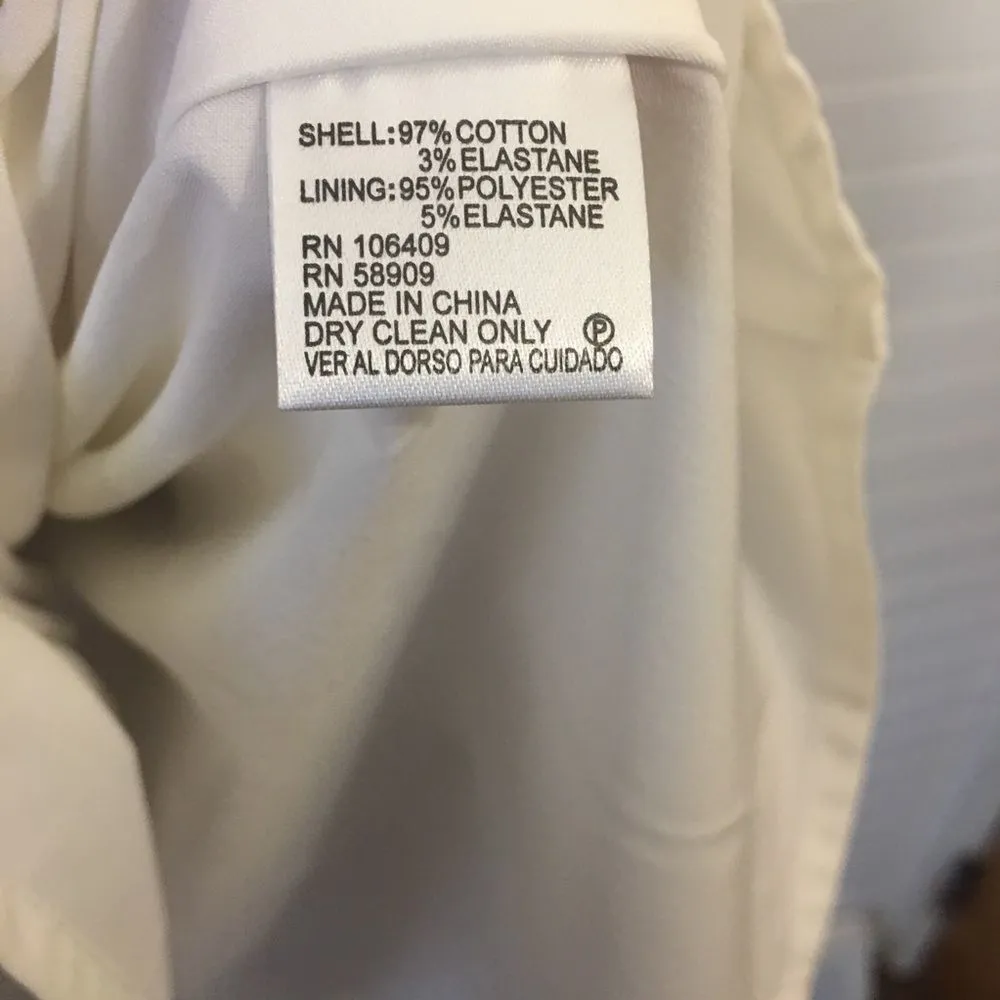 SHELL:97%COTTON
3%ELASTANE
LINING:95%POLYESTER
5%ELASTANE
RN 106409
RN 58909
MADE IN CHINA
DRY CLEAN ONLY Ⓟ
VER AL DORSO PARA CUIDADO